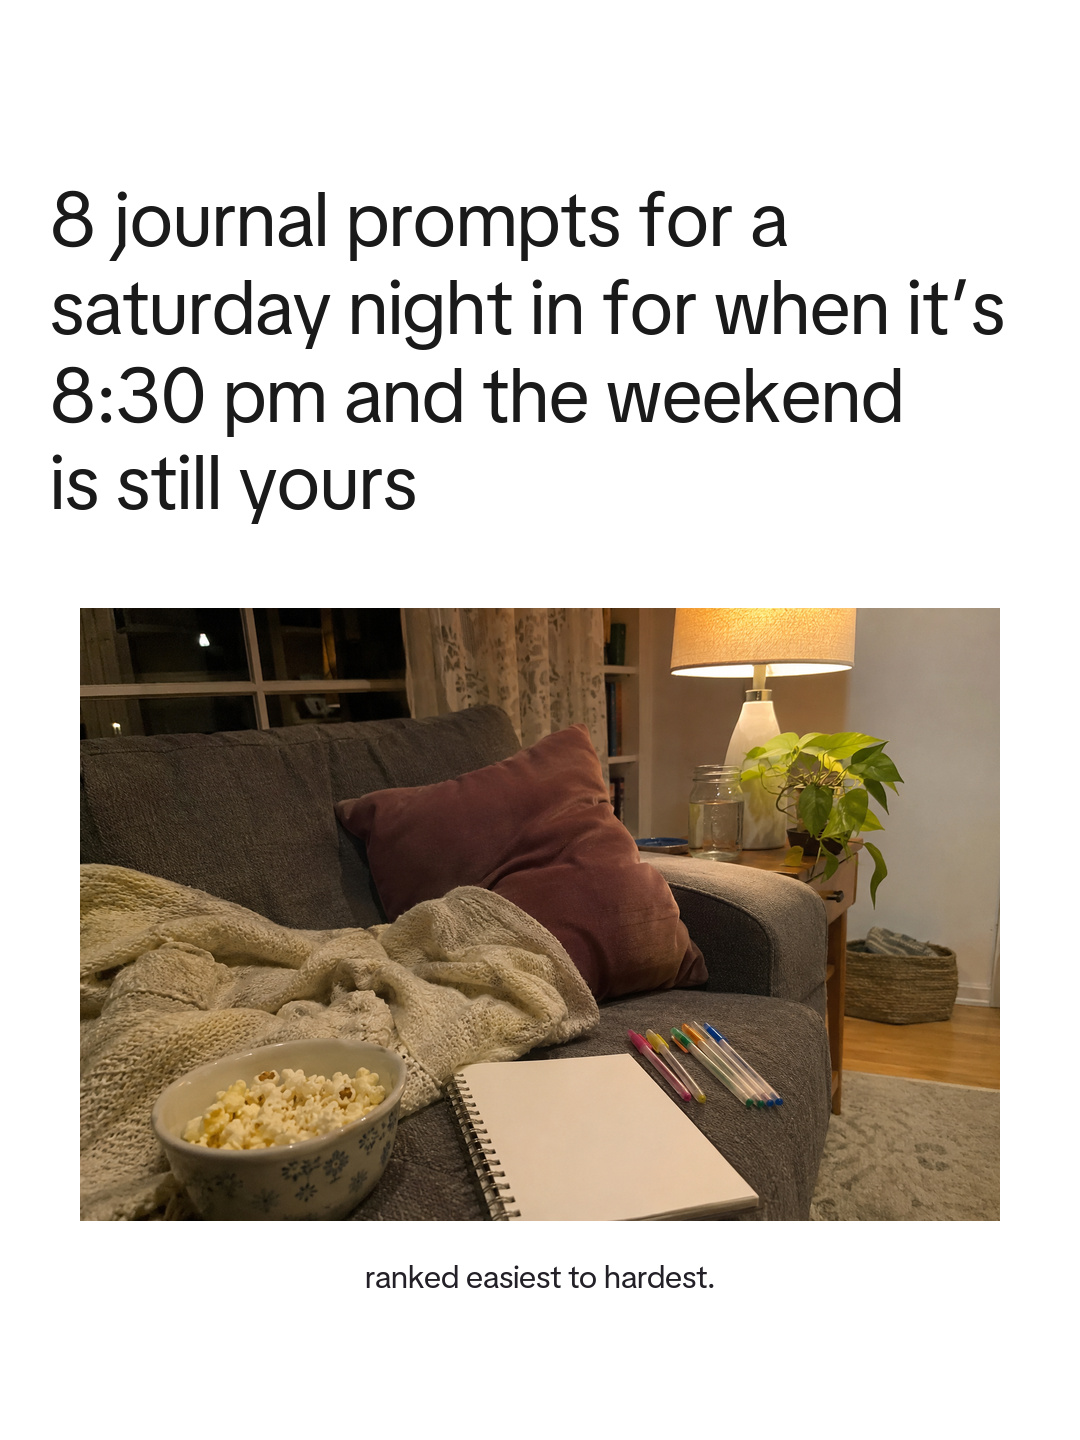 8 journal prompts for a
saturday night in for when it’s
8:30 pm and the weekend
is still yours
ranked easiest to hardest.